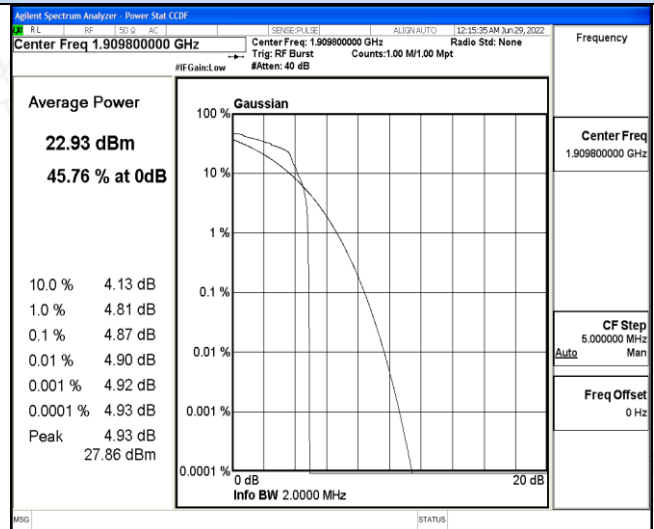 Agilent Spectrum Analyzer - Power Stat CCDF
RL RF 50 Ω AC SENSE:PULSE ALIGN AUTO 12:15:35 AM Jun 29, 2022
Center Freq 1.909800000 GHz
Center Freq: 1.909800000 GHz Radio Std: None
Trig: RF Burst Counts:1.00 M/1.00 Mpt
#IFGain:Low #Atten: 40 dB
Frequency
Average Power
22.93 dBm
45.76 % at 0dB
10.0 % 4.13 dB
1.0 % 4.81 dB
0.1 % 4.87 dB
0.01 % 4.90 dB
0.001 % 4.92 dB
0.0001 % 4.93 dB
Peak 4.93 dB
27.86 dBm
Gaussian
100 %
10 %
1 %
0.1 %
0.01 %
0.001 %
0.0001 %
0 dB 20 dB
Info BW 2.0000 MHz
Center Freq
1.909800000 GHz
CF Step
5.000000 MHz
Auto Man
Freq Offset
0 Hz
MSG STATUS